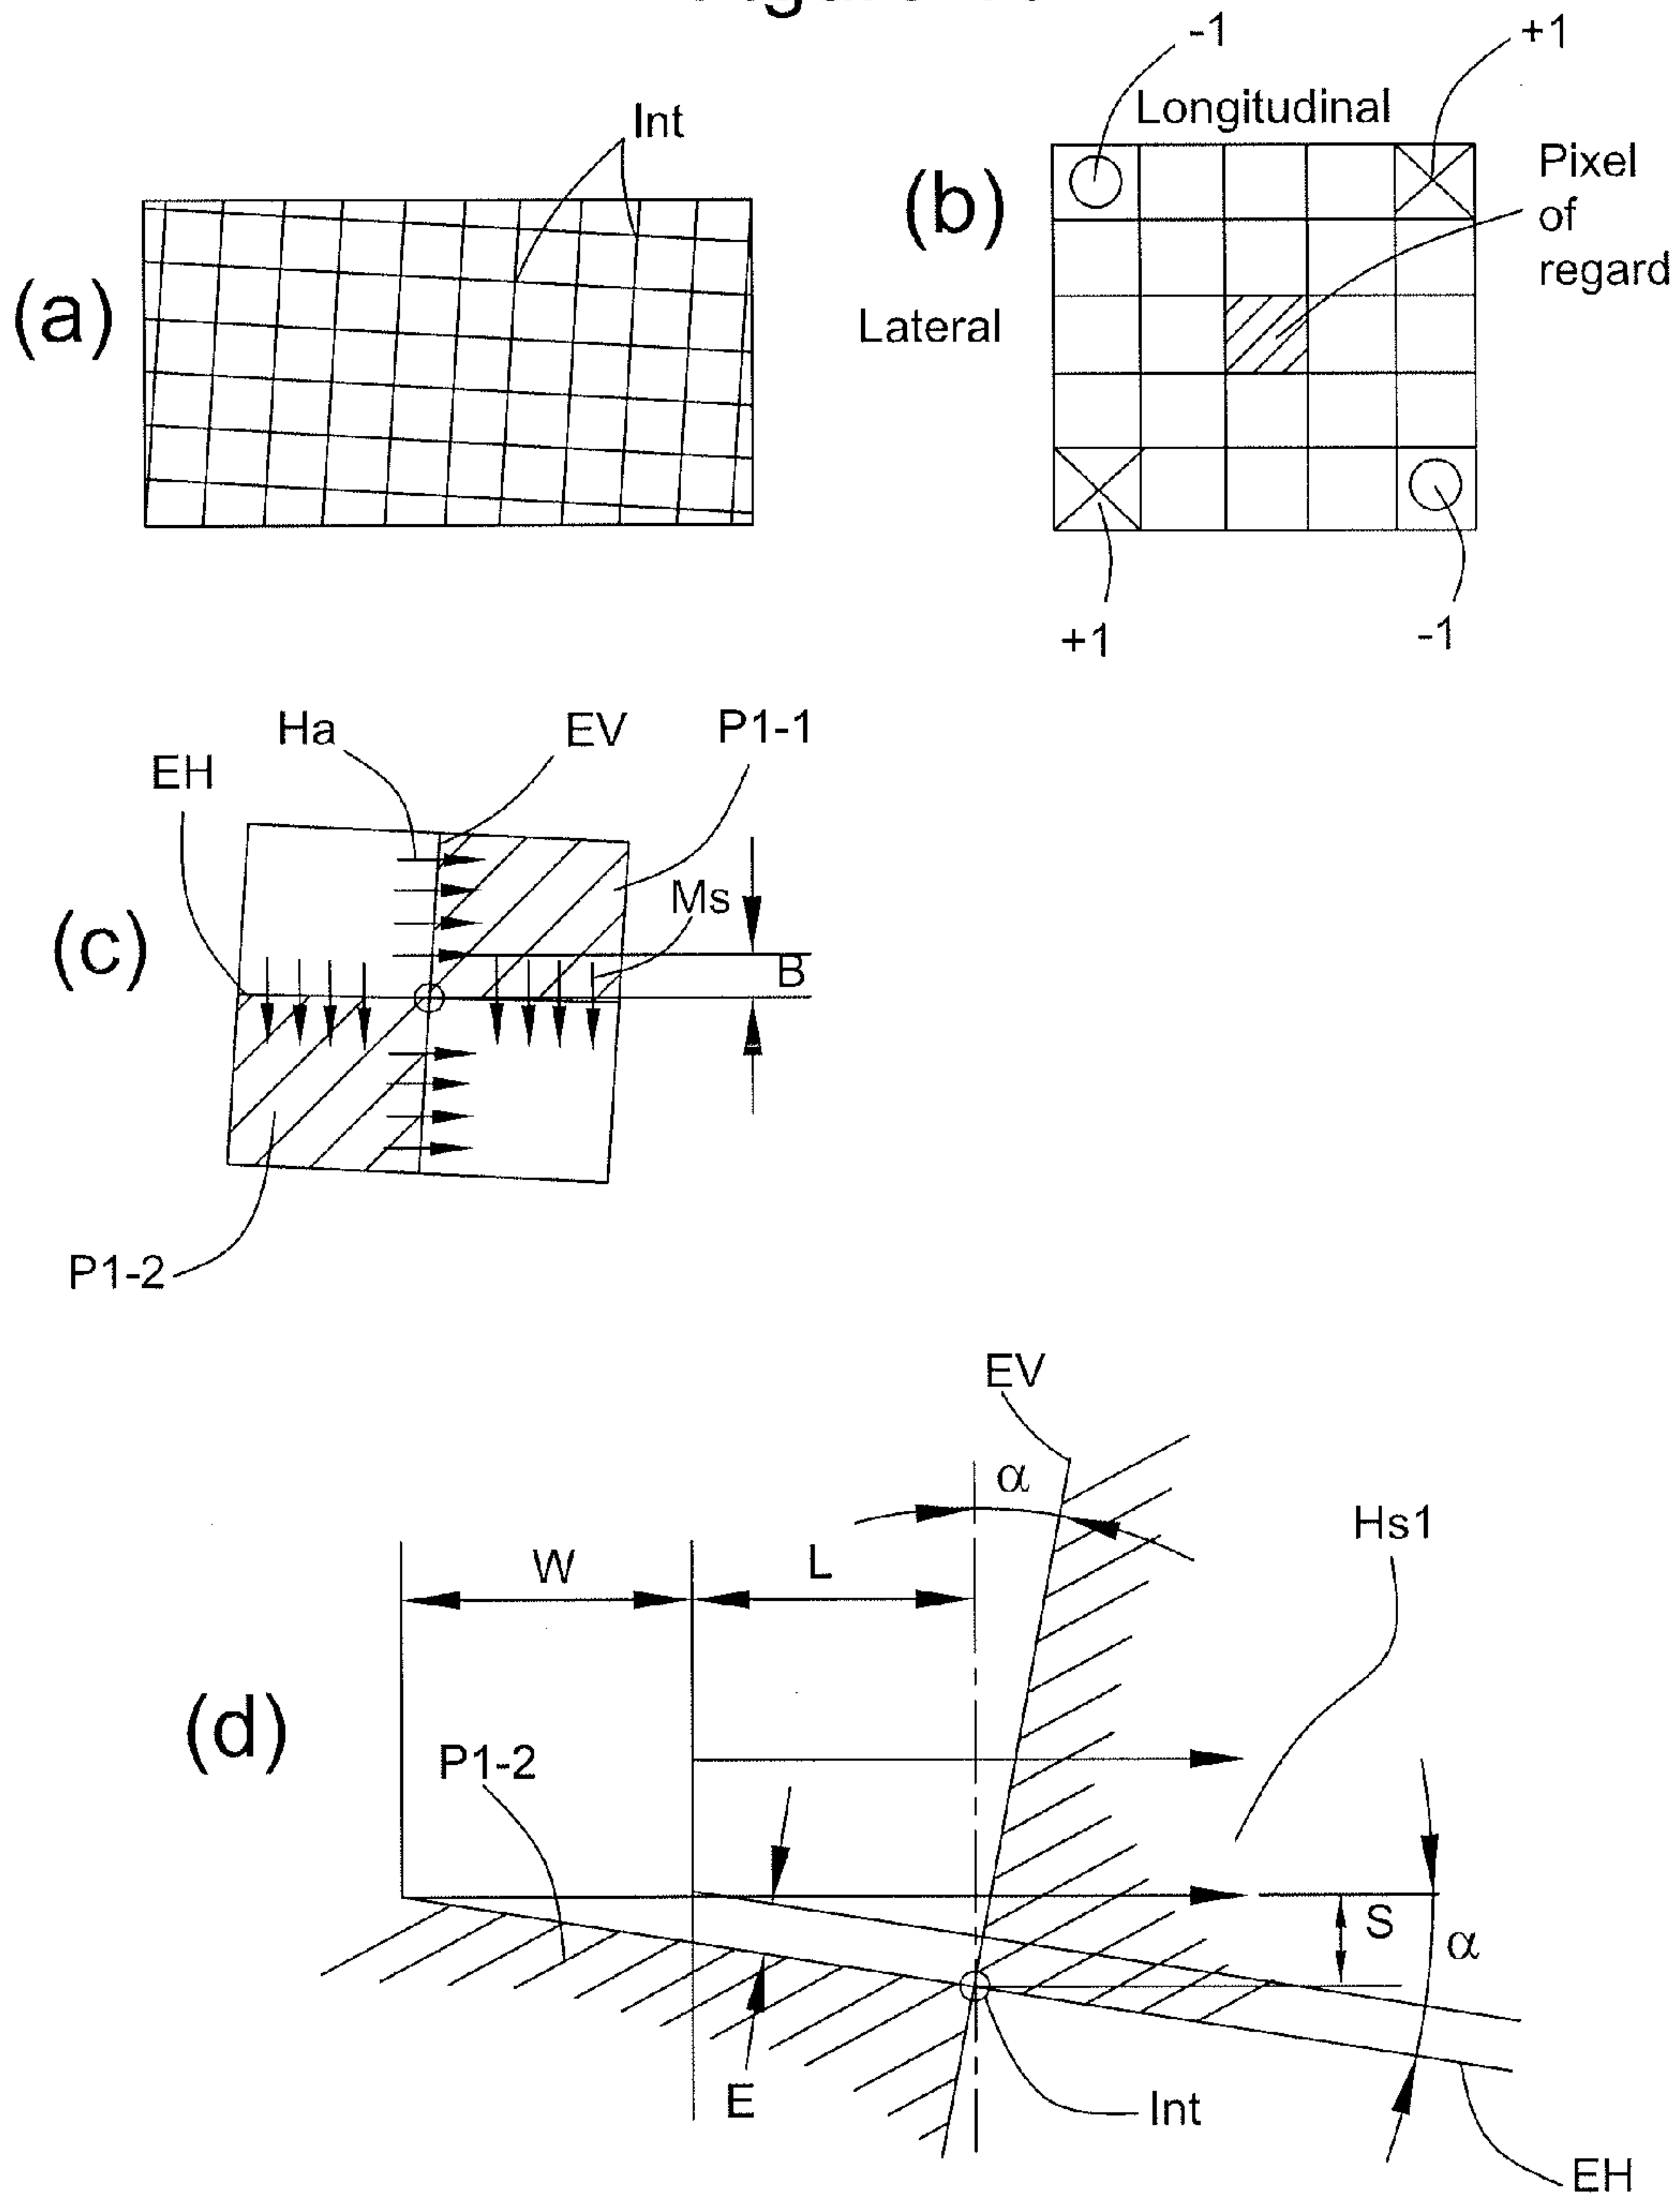 (a)
Int
(b)
-1
+1
Longitudinal
Lateral
Pixel
of
regard
+1
-1
(c)
EH
Ha
EV
P1-1
Ms
B
P1-2
(d)
EV
α
W
L
Hs1
P1-2
S
α
E
Int
EH